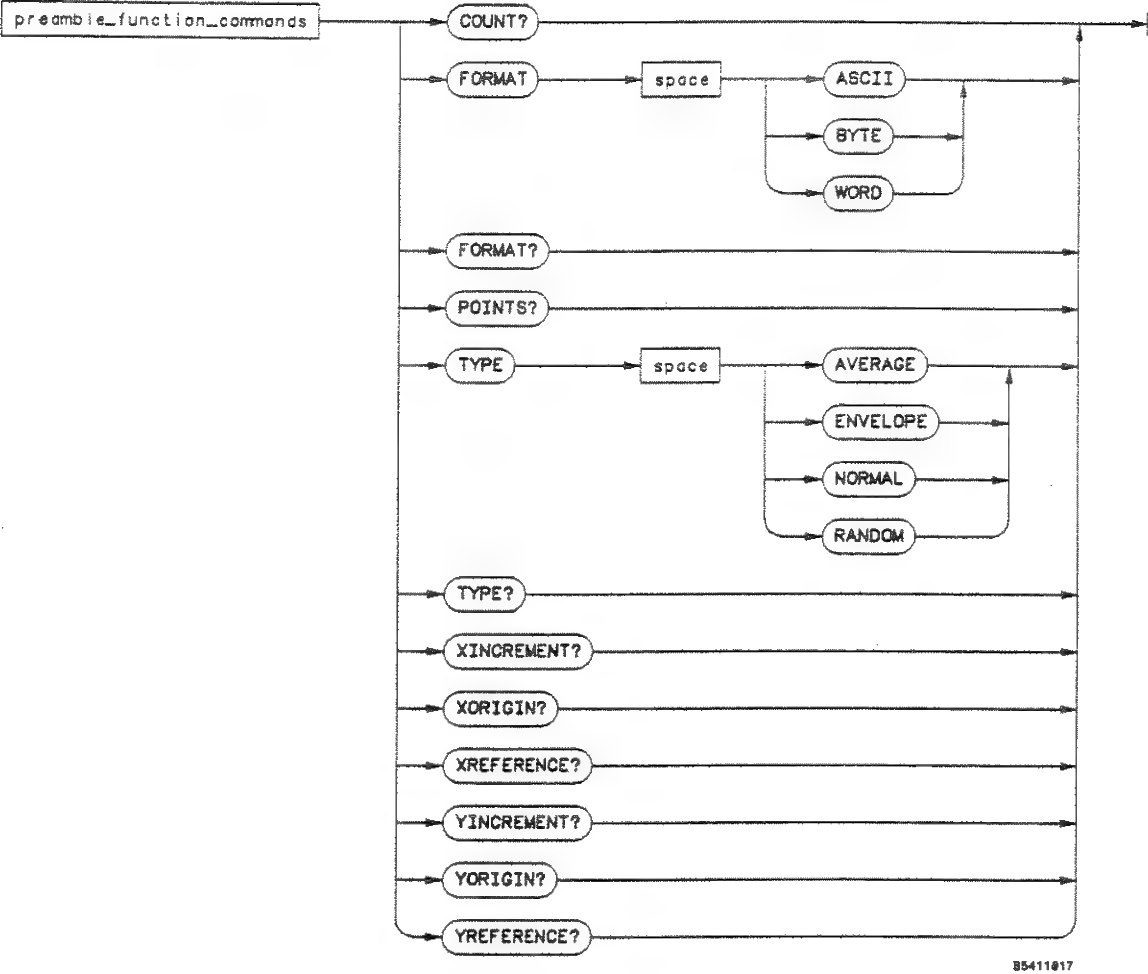 preamble_function_commands
COUNT?
FORMAT space ASCII
BYTE
WORD
FORMAT?
POINTS?
TYPE space AVERAGE
ENVELOPE
NORMAL
RANDOM
TYPE?
XINCREMENT?
XORIGIN?
XREFERENCE?
YINCREMENT?
YORIGIN?
YREFERENCE?
B5411017